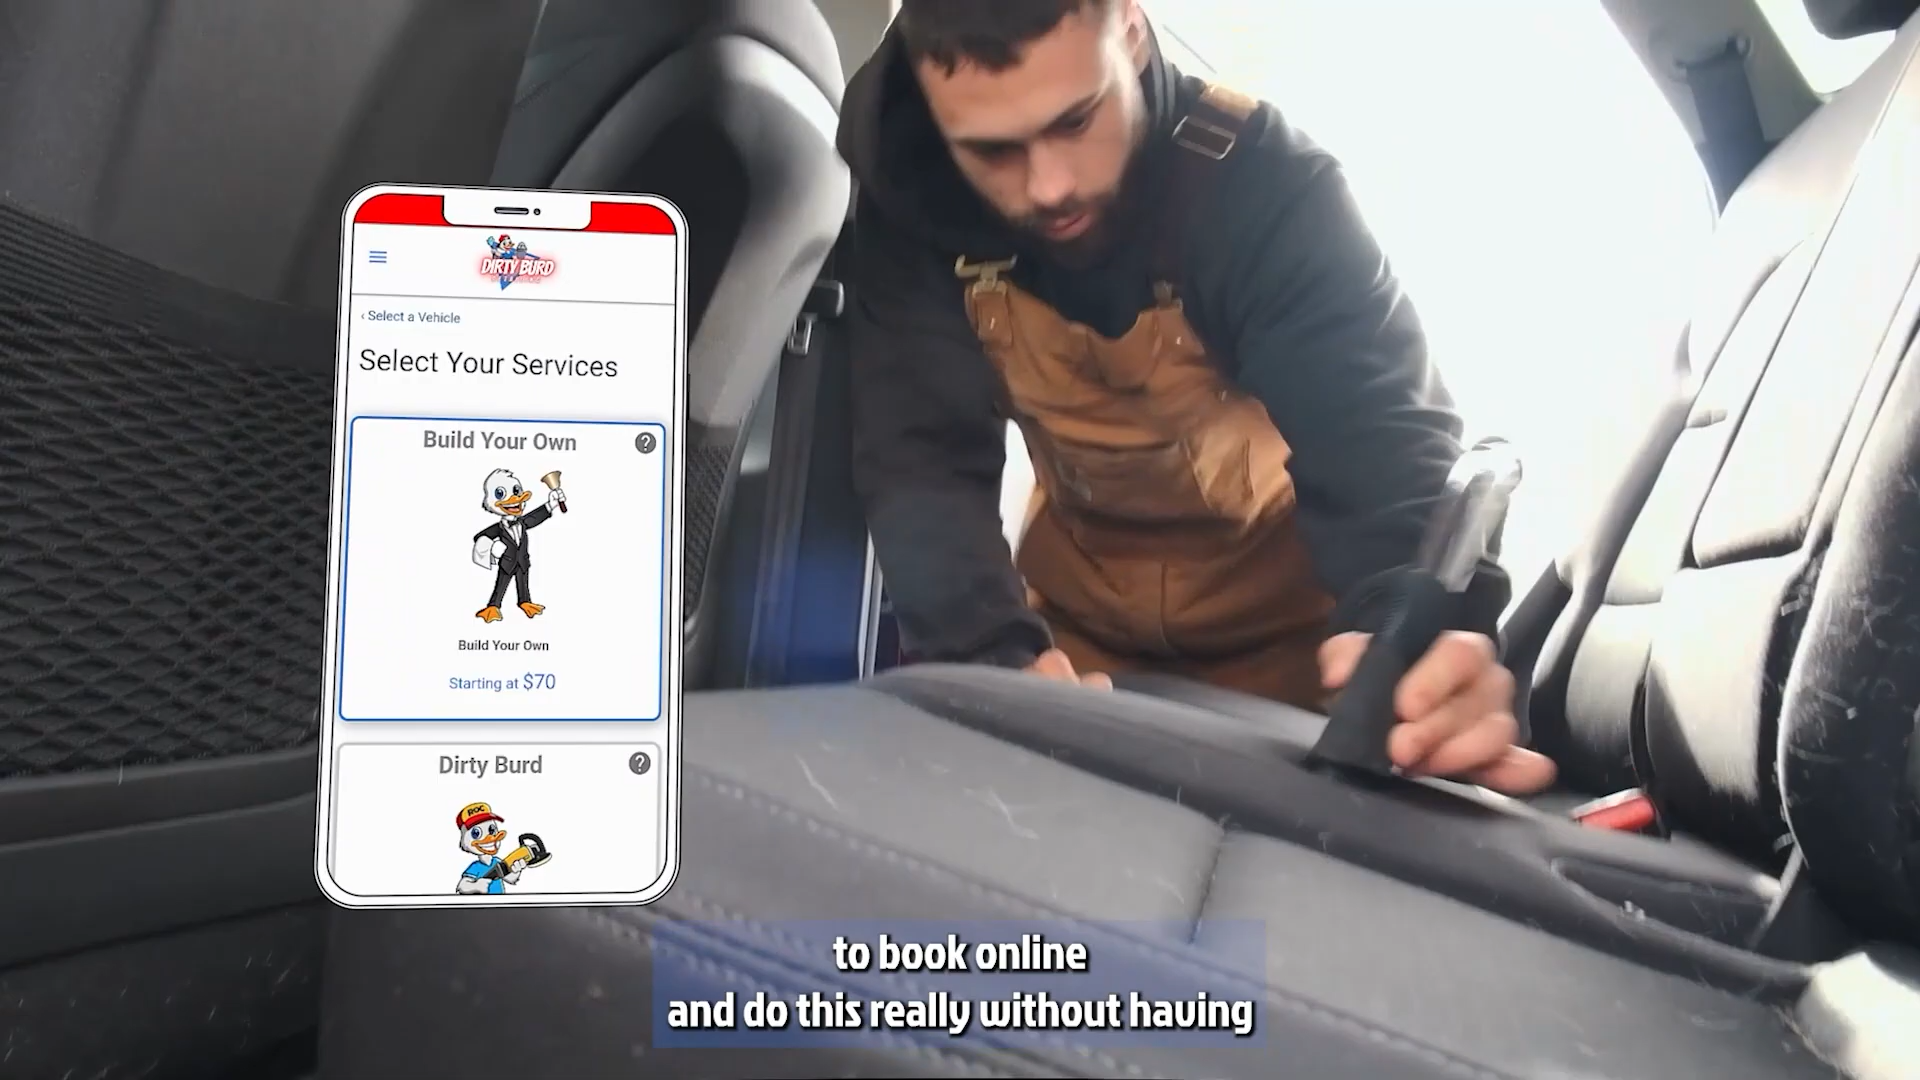 DIRTY BURD
‹ Select a Vehicle
Select Your Services
Build Your Own
?
Build Your Own
Starting at $70
Dirty Burd
?
ROC
to book online
and do this really without having